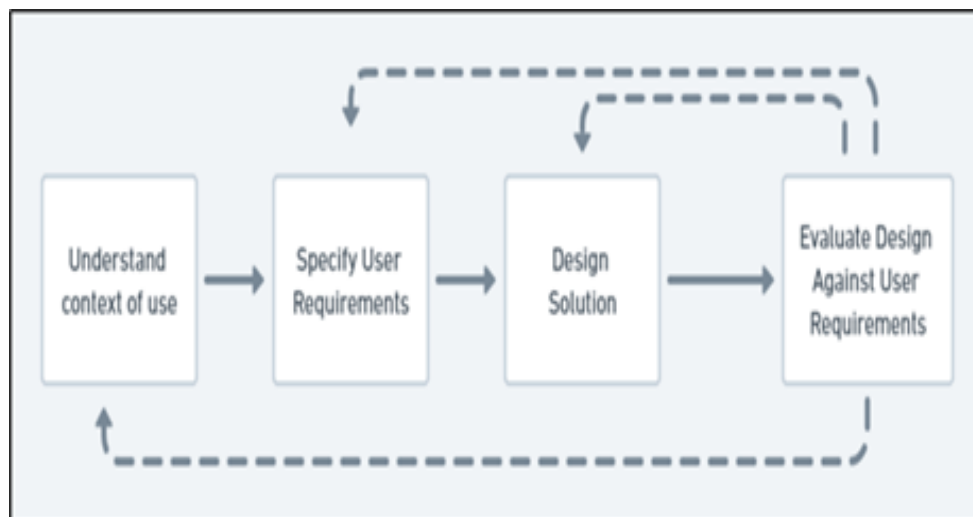 Understand
context of use
Specify User
Requirements
Design
Solution
Evaluate Design
Against User
Requirements